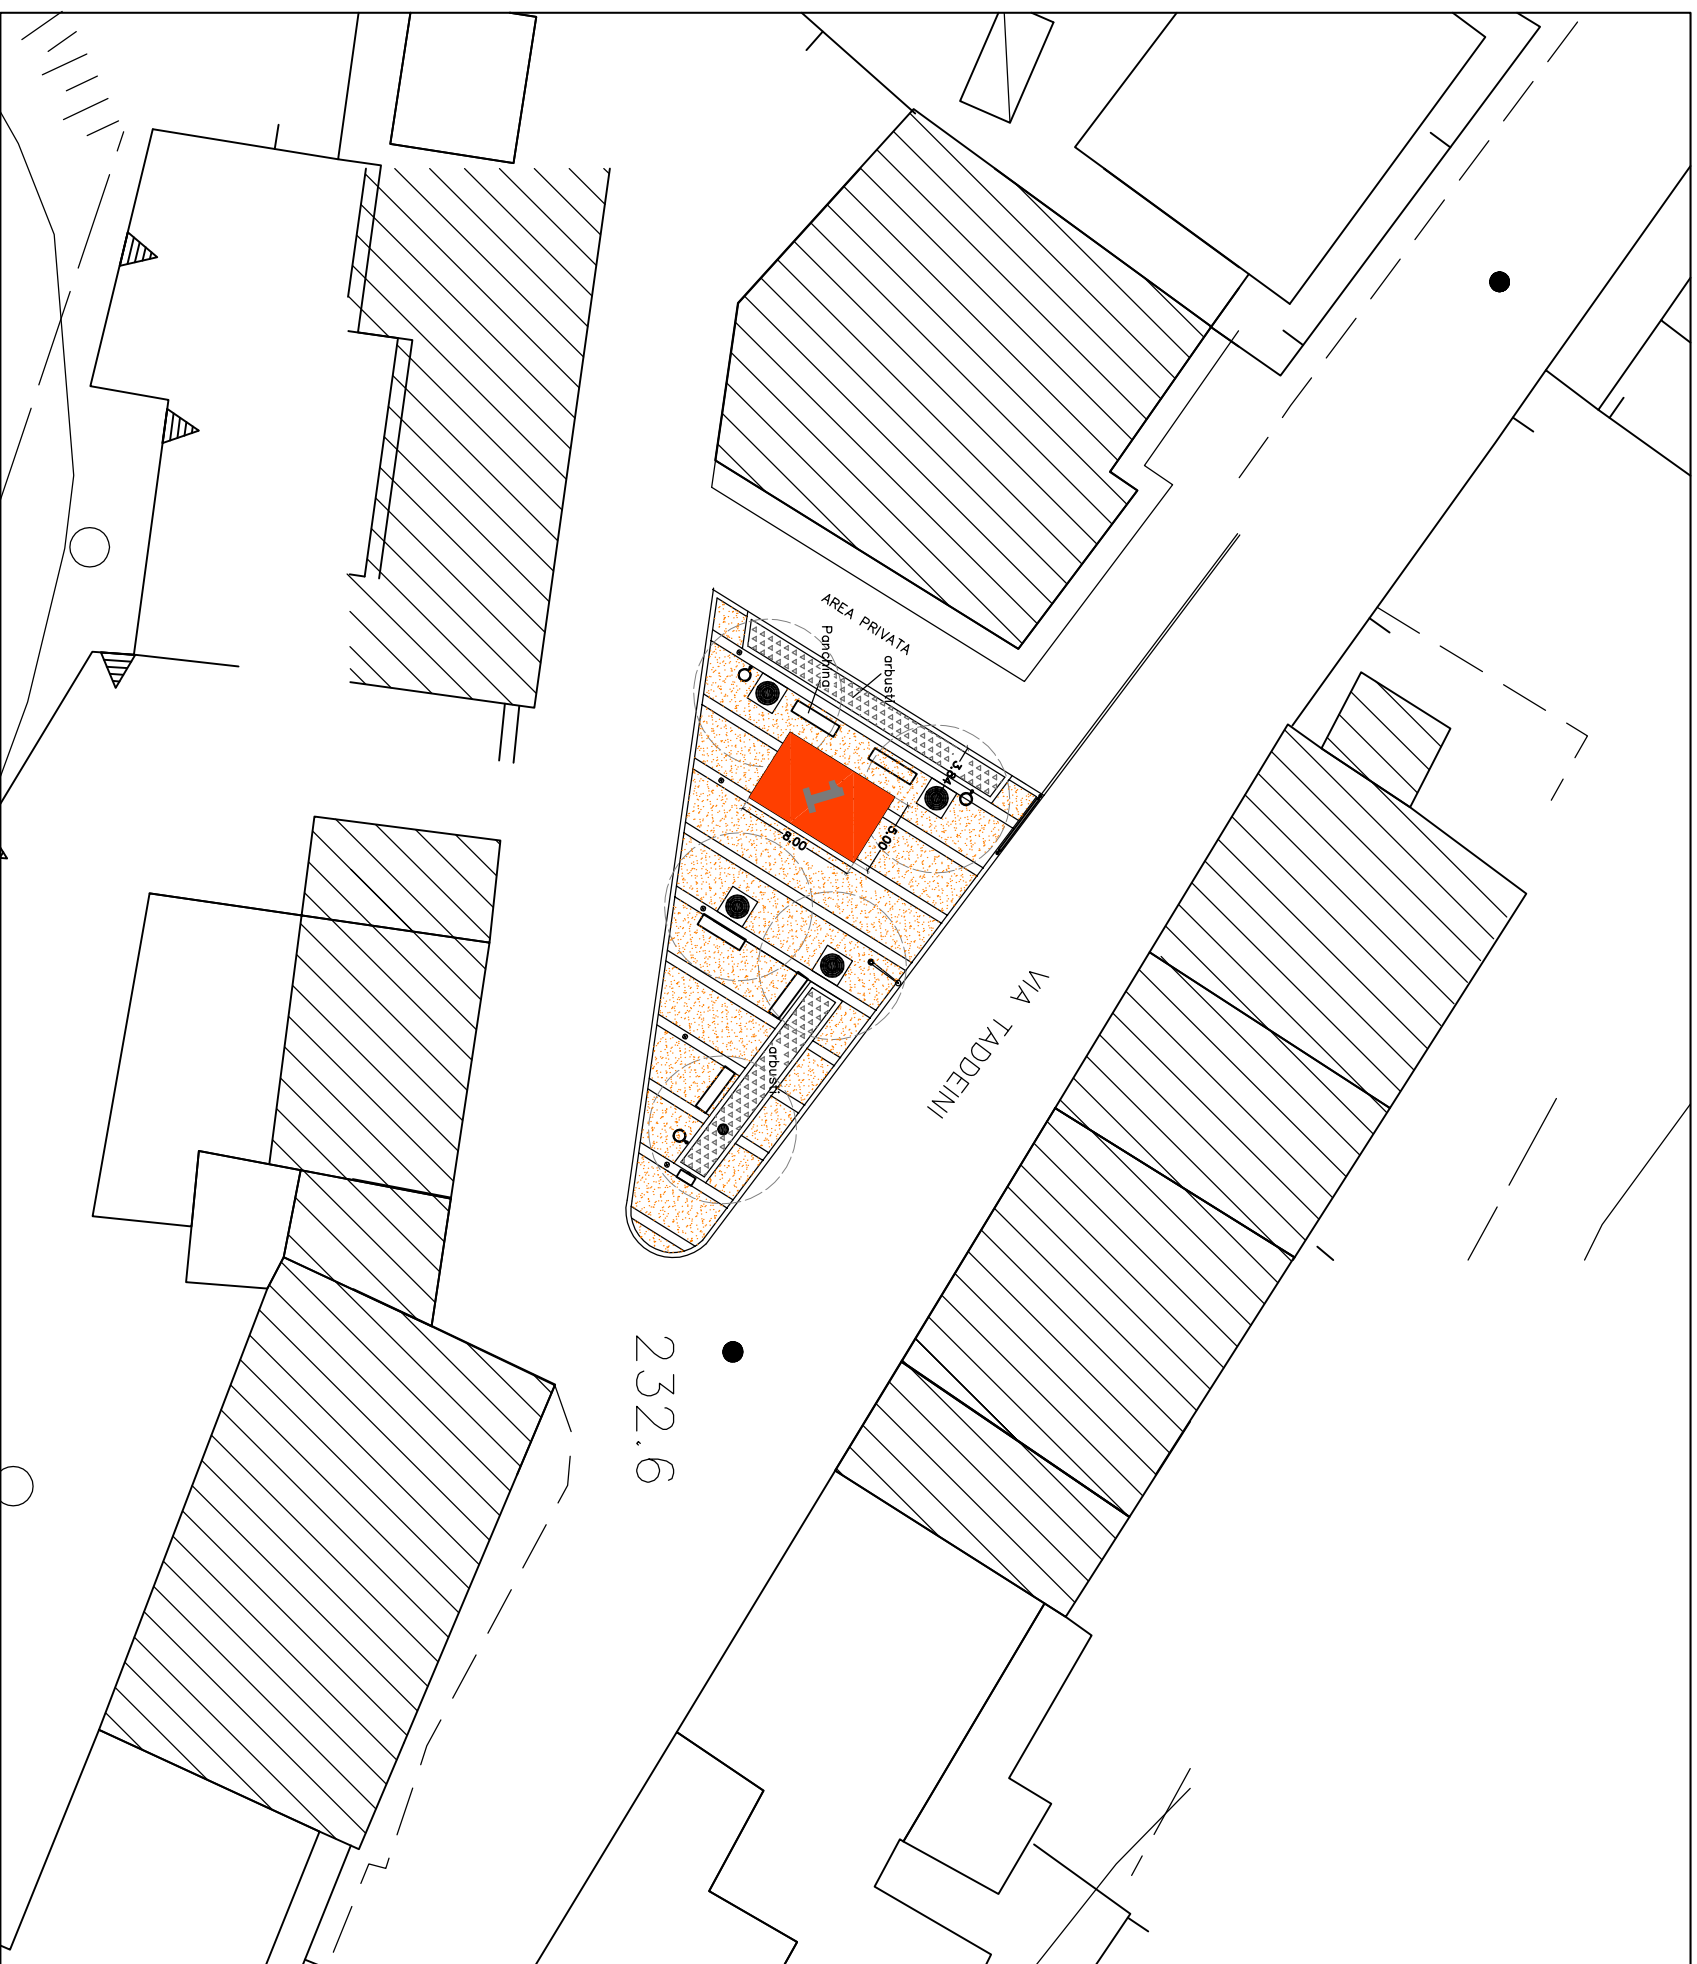 AREA PRIVATA
Panchina
arbusti
3.84
1
8.00
5.00
VIA TADDEINI
arbusti
232.6